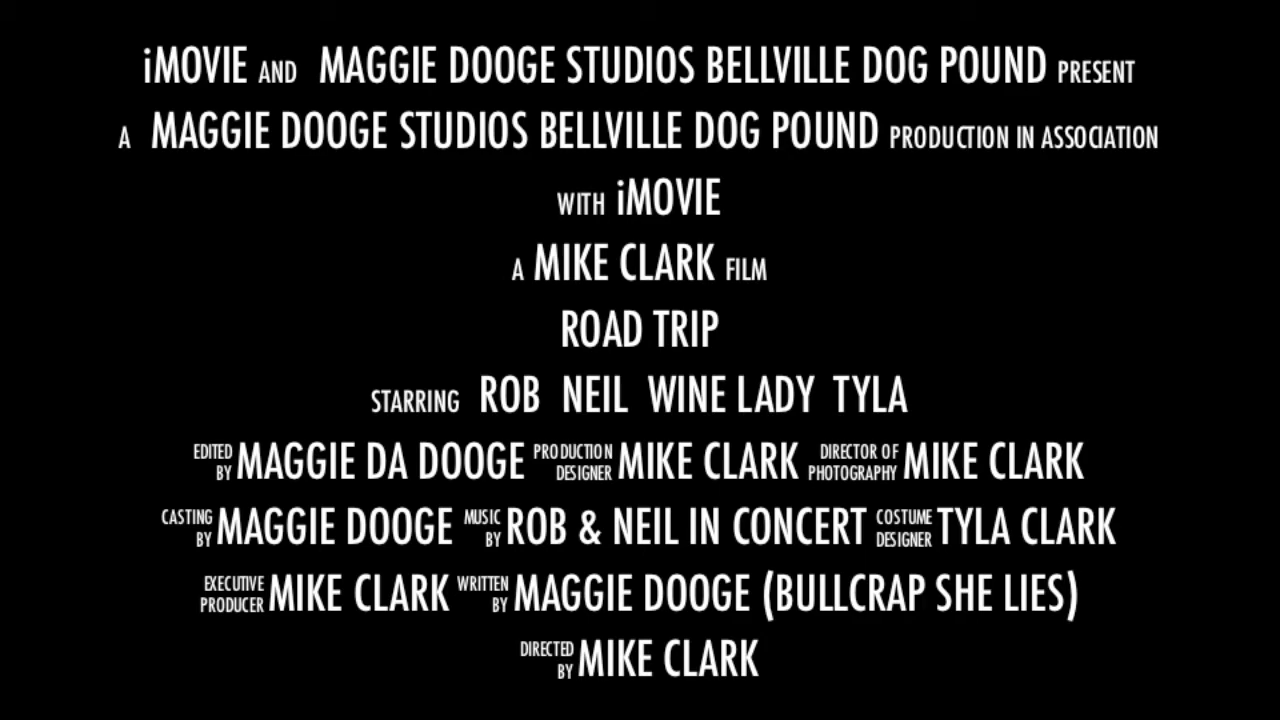 iMOVIE AND MAGGIE DOOGE STUDIOS BELLVILLE DOG POUND PRESENT
A MAGGIE DOOGE STUDIOS BELLVILLE DOG POUND PRODUCTION IN ASSOCIATION
WITH iMOVIE
A MIKE CLARK FILM
ROAD TRIP
STARRING ROB NEIL WINE LADY TYLA
EDITED BY MAGGIE DA DOOGE PRODUCTION DESIGNER MIKE CLARK DIRECTOR OF PHOTOGRAPHY MIKE CLARK
CASTING BY MAGGIE DOOGE MUSIC BY ROB & NEIL IN CONCERT COSTUME DESIGNER TYLA CLARK
EXECUTIVE PRODUCER MIKE CLARK WRITTEN BY MAGGIE DOOGE (BULLCRAP SHE LIES)
DIRECTED BY MIKE CLARK